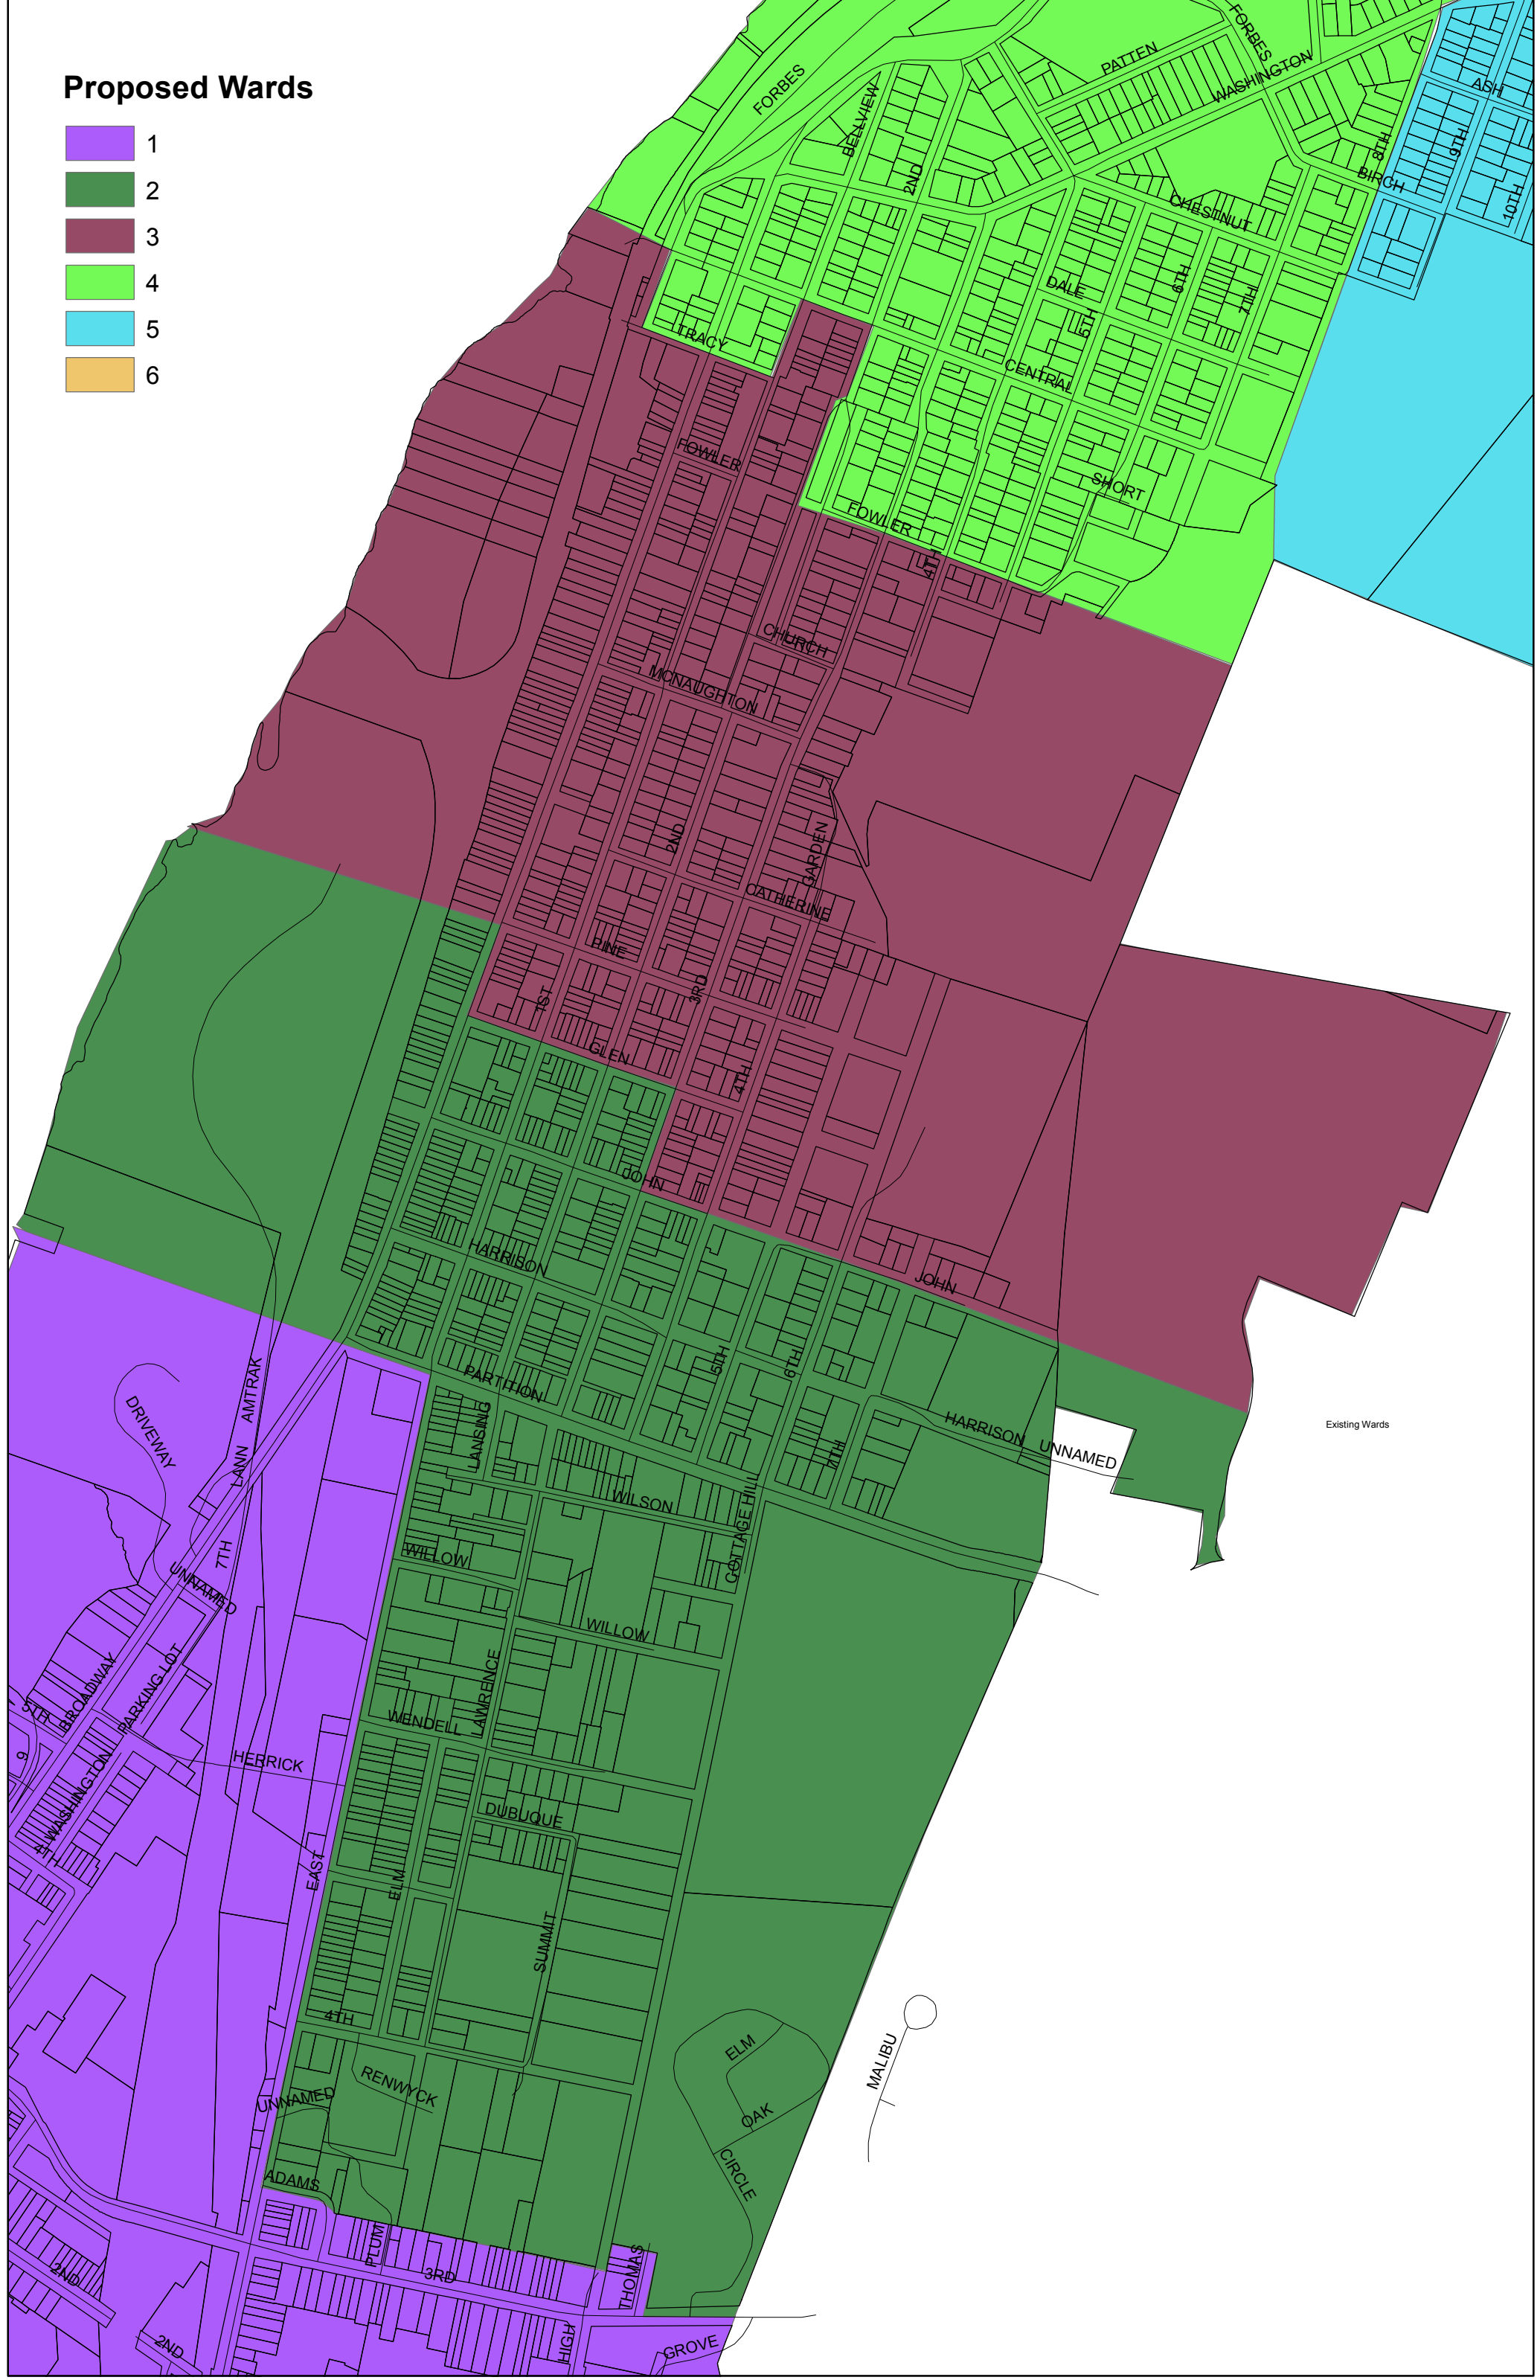 Proposed Wards
1
2
3
4
5
6
FORBES
FORBES
PATTEN
WASHINGTON
BELLVIEW
2ND
8TH
ASH
9TH
10TH
BIRCH
CHESTNUT
DALE
6TH
7TH
5TH
TRACY
CENTRAL
FOWLER
SHORT
FOWLER
4TH
CHURCH
MCNAUGHTON
2ND
GARDEN
CATHERINE
PINE
1ST
3RD
GLEN
4TH
JOHN
HARRISON
JOHN
PARTITION
5TH
6TH
AMTRAK
DRIVEWAY
LANSING
HARRISON
UNNAMED
Existing Wards
LANN
7TH
WILSON
COTTAGE HILL
7TH
WILLOW
UNNAMED
WILLOW
BROADWAY
PARKING LOT
LAWRENCE
5TH
WENDELL
9
HERRICK
WASHINGTON
DUBUQUE
4TH
EAST
ELM
SUMMIT
4TH
ELM
MALIBU
RENWYCK
UNNAMED
OAK
CIRCLE
ADAMS
PLUM
3RD
THOMAS
2ND
2ND
HIGH
GROVE